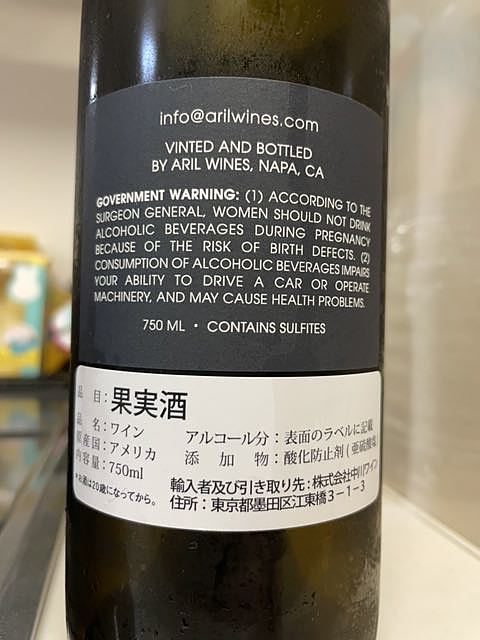 info@arilwines.com
VINTED AND BOTTLED
BY ARIL WINES, NAPA, CA
GOVERNMENT WARNING: (1) ACCORDING TO THE
SURGEON GENERAL, WOMEN SHOULD NOT DRINK
ALCOHOLIC BEVERAGES DURING PREGNANCY
BECAUSE OF THE RISK OF BIRTH DEFECTS. (2)
CONSUMPTION OF ALCOHOLIC BEVERAGES IMPAIRS
YOUR ABILITY TO DRIVE A CAR OR OPERATE
MACHINERY, AND MAY CAUSE HEALTH PROBLEMS.
750 ML · CONTAINS SULFITES
品 目：果実酒
品 名：ワイン アルコール分：表面のラベルに記載
原産国：アメリカ 添 加 物：酸化防止剤(亜硫酸塩
内容量：750ml 輸入者及び引き取り先：株式会社中川ワイン
*お酒は20歳になってから。 住所：東京都墨田区江東橋3-1-3